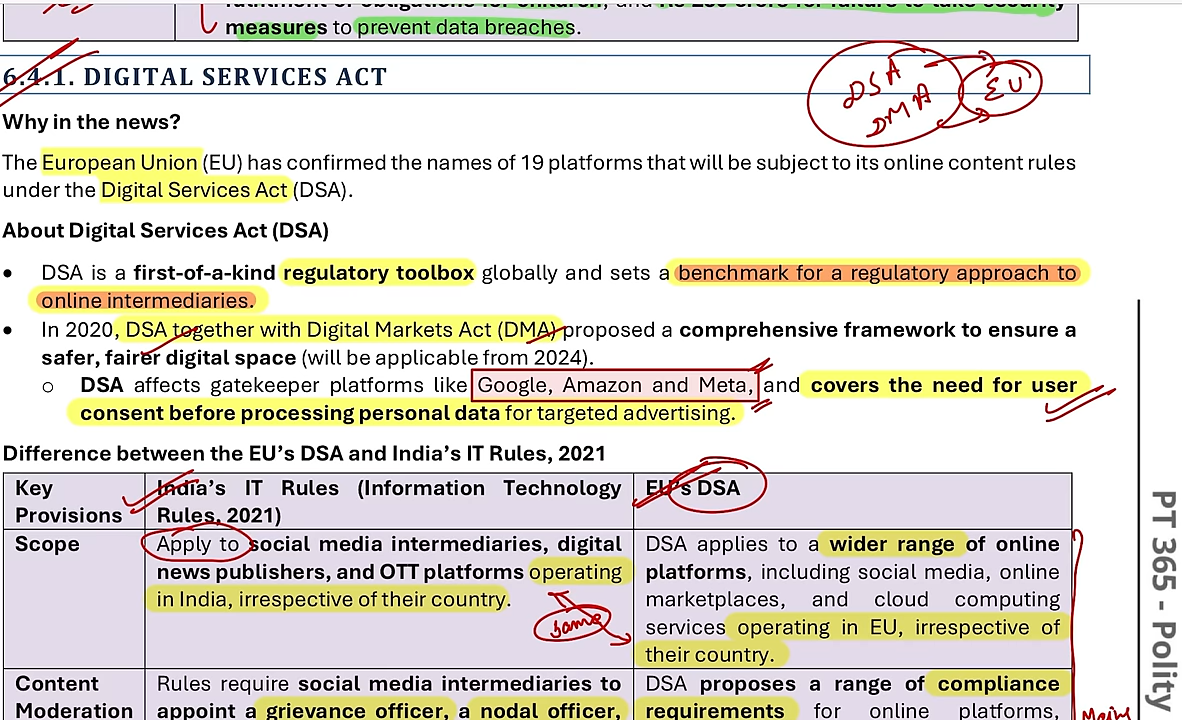 measures to prevent data breaches.
6.4.1. DIGITAL SERVICES ACT
DSA
DMA
EU
Why in the news?
The European Union (EU) has confirmed the names of 19 platforms that will be subject to its online content rules
under the Digital Services Act (DSA).
About Digital Services Act (DSA)
• DSA is a first-of-a-kind regulatory toolbox globally and sets a benchmark for a regulatory approach to
online intermediaries.
• In 2020, DSA together with Digital Markets Act (DMA) proposed a comprehensive framework to ensure a
safer, fairer digital space (will be applicable from 2024).
o DSA affects gatekeeper platforms like Google, Amazon and Meta, and covers the need for user
consent before processing personal data for targeted advertising.
Difference between the EU's DSA and India's IT Rules, 2021
Key
Provisions
India's IT Rules (Information Technology
Rules, 2021)
EU's DSA
Scope
Apply to social media intermediaries, digital
news publishers, and OTT platforms operating
in India, irrespective of their country.
Same
DSA applies to a wider range of online
platforms, including social media, online
marketplaces, and cloud computing
services operating in EU, irrespective of
their country.
Content
Moderation
Rules require social media intermediaries to
appoint a grievance officer, a nodal officer,
DSA proposes a range of compliance
requirements for online platforms,
Mains
PT 365 - Polity